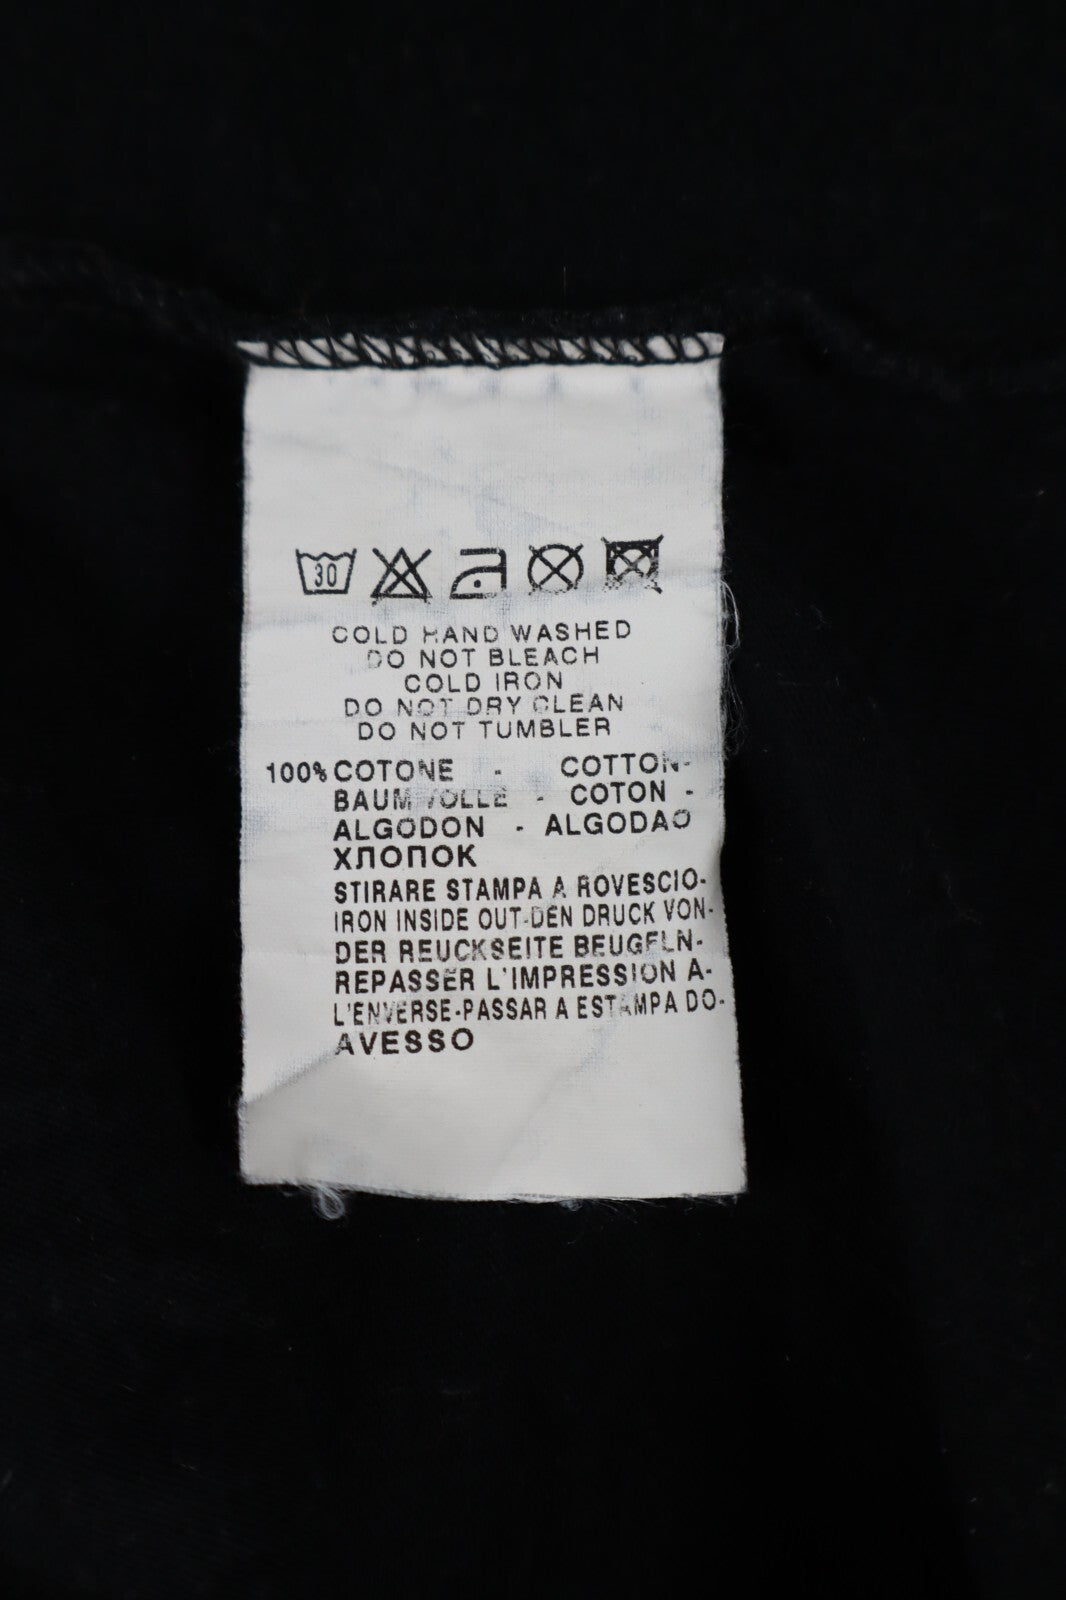 30
COLD HAND WASHED
DO NOT BLEACH
COLD IRON
DO NOT DRY CLEAN
DO NOT TUMBLER
100% COTONE - COTTON-
BAUMWOLLE - COTON -
ALGODON - ALGODAO
ХЛОПОК
STIRARE STAMPA A ROVESCIO-
IRON INSIDE OUT-DEN DRUCK VON-
DER REUCKSEITE BEUGELN-
REPASSER L'IMPRESSION A-
L'ENVERSE-PASSAR A ESTAMPA DO-
AVESSO